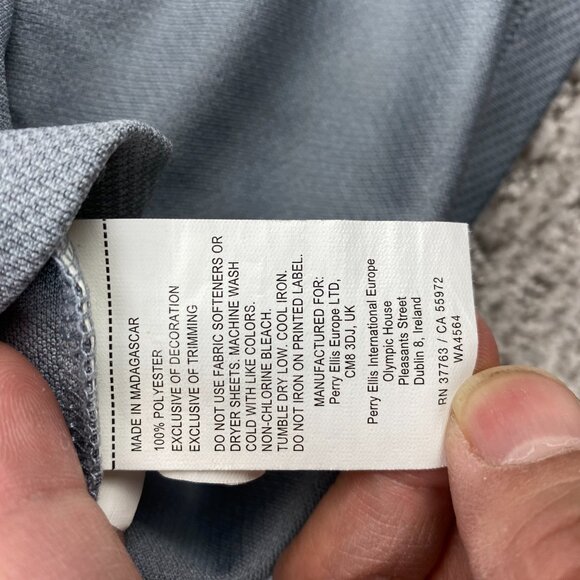 MADE IN MADAGASCAR
100% POLYESTER
EXCLUSIVE OF DECORATION
EXCLUSIVE OF TRIMMING
DO NOT USE FABRIC SOFTENERS OR
DRYER SHEETS. MACHINE WASH
COLD WITH LIKE COLORS.
NON-CHLORINE BLEACH.
TUMBLE DRY LOW, COOL IRON.
DO NOT IRON ON PRINTED LABEL.
MANUFACTURED FOR:
Perry Ellis Europe LTD,
CM8 3DJ, UK
Perry Ellis International Europe
Olympic House
Pleasants Street
Dublin 8, Ireland
RN 37763 / CA 55972
WA4564